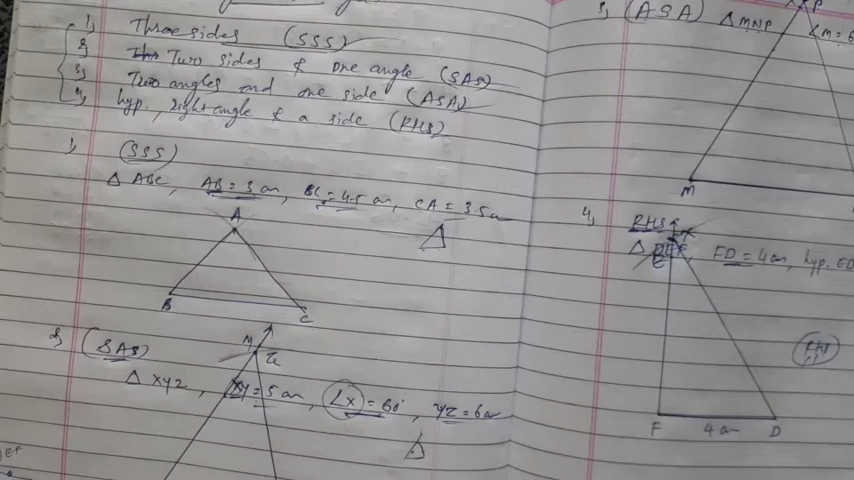 1, Three sides (SSS)
2, Two sides & one angle (SAS)
3, Two angles and one side (ASA)
4, hyp., right angle & a side (RHS)
1, (SSS)
Δ ABC, AB = 3 cm, BC = 4.5 cm, CA = 3.5 cm
A
B
C
2, (SAS)
M
Z
Δ XYZ, XY = 5 cm, ∠X = 60°, YZ = 6 cm
3, (ASA) Δ MNP
P
∠M = 6
M
4, RHS
Δ FD = 4 cm, hyp. ED
E
RHS
F 4 cm D